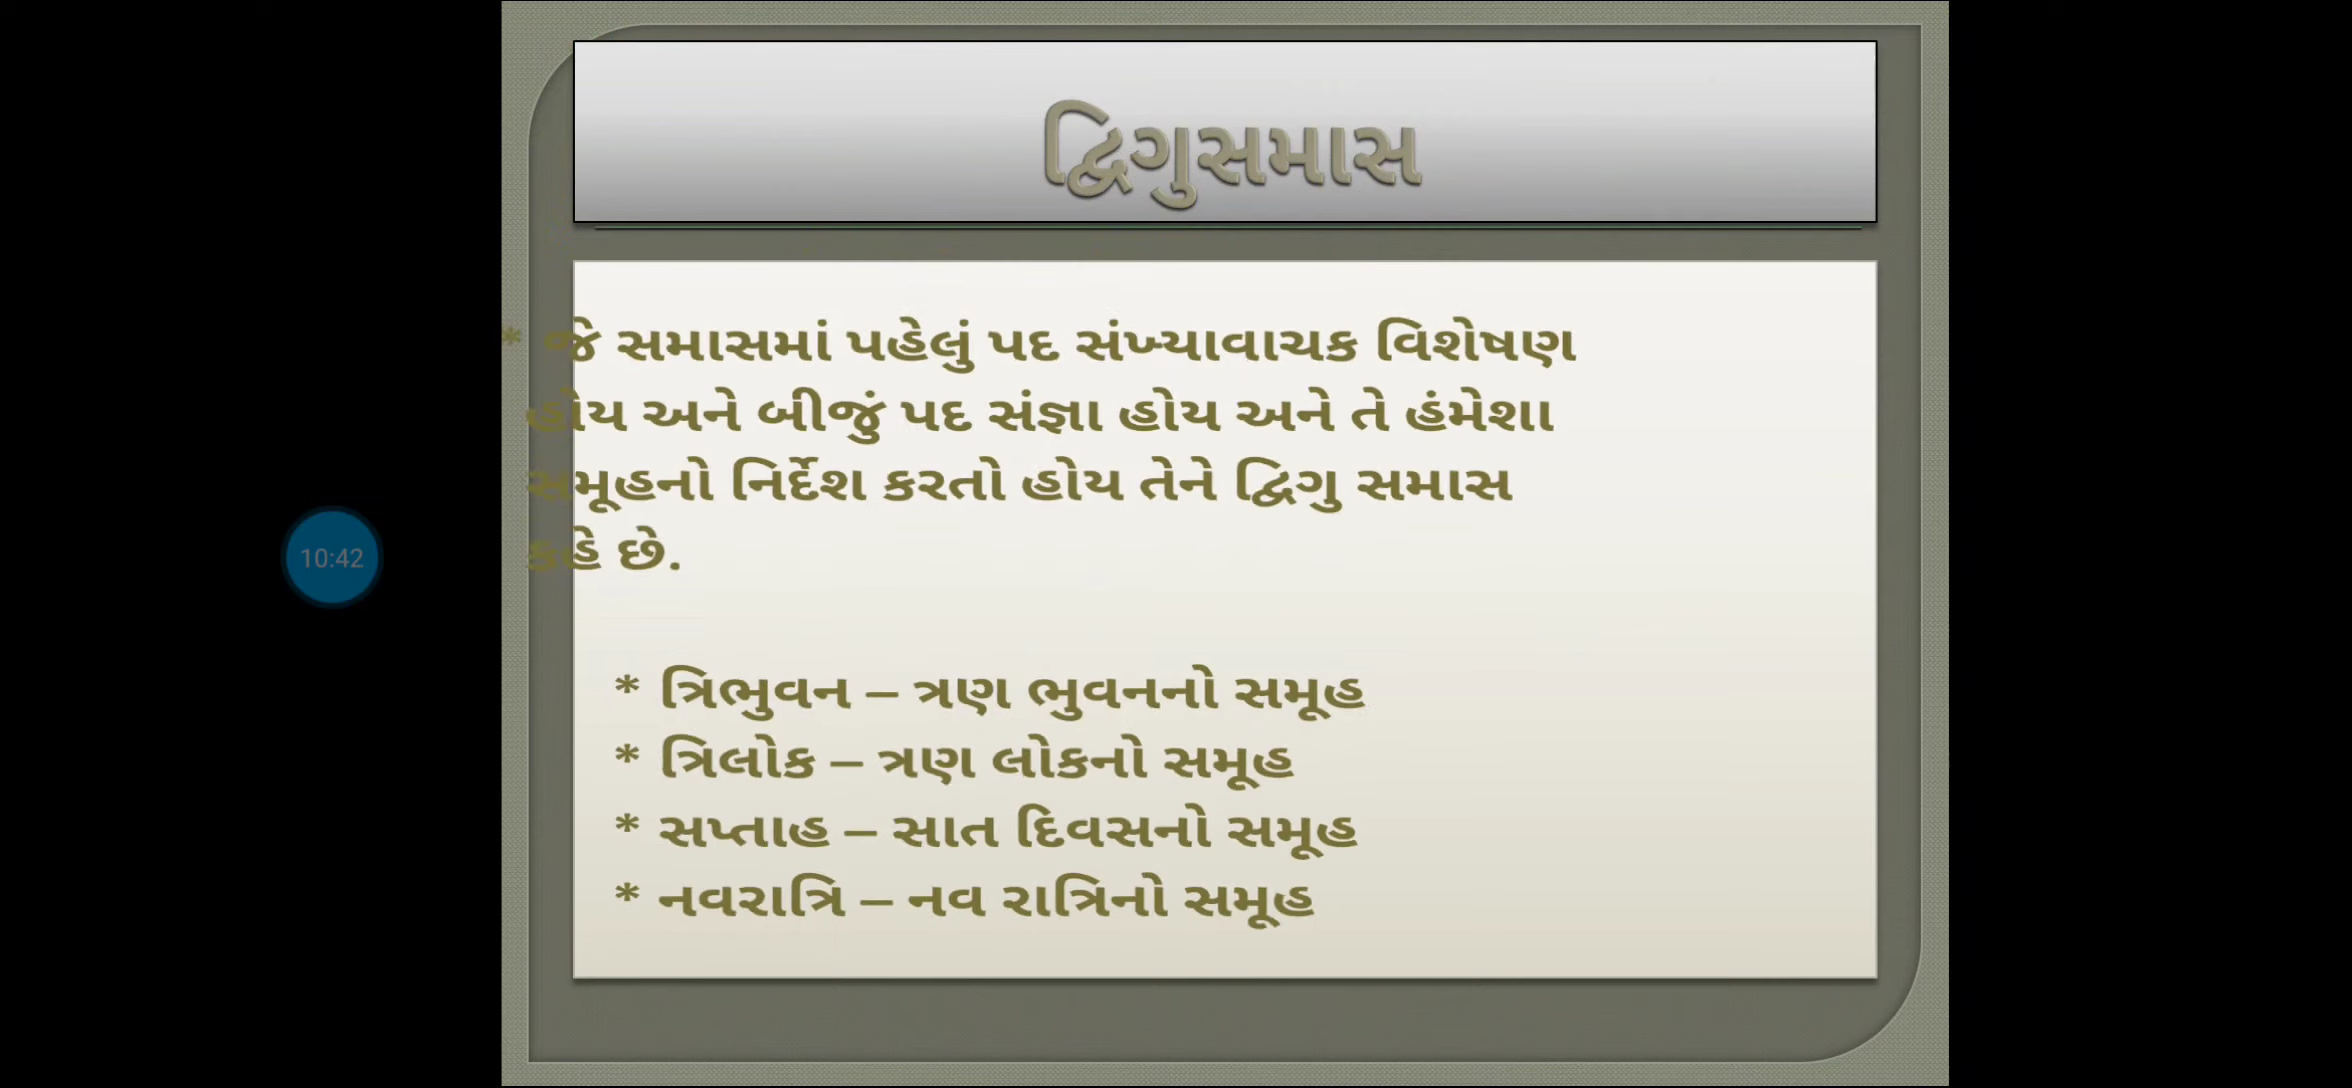 દ્વિગુસમાસ
* જે સમાસમાં પહેલું પદ સંખ્યાવાચક વિશેષણ
હોય અને બીજું પદ સંજ્ઞા હોય અને તે હંમેશા
સમૂહનો નિર્દેશ કરતો હોય તેને દ્વિગુ સમાસ
કહે છે.
10:42
* ત્રિભુવન – ત્રણ ભુવનનો સમૂહ
* ત્રિલોક – ત્રણ લોકનો સમૂહ
* સપ્તાહ – સાત દિવસનો સમૂહ
* નવરાત્રિ – નવ રાત્રિનો સમૂહ